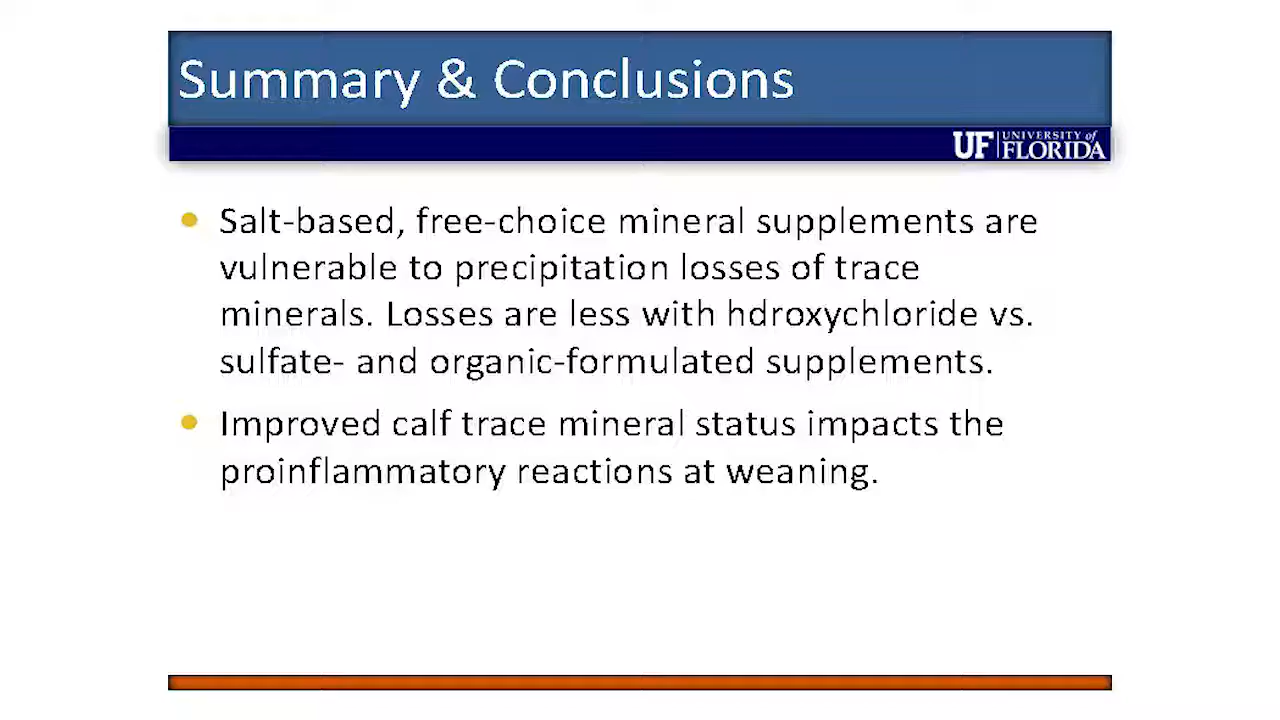 Summary & Conclusions
UF UNIVERSITY of
FLORIDA
Salt-based, free-choice mineral supplements are
vulnerable to precipitation losses of trace
minerals. Losses are less with hdroxychloride vs.
sulfate- and organic-formulated supplements.
Improved calf trace mineral status impacts the
proinflammatory reactions at weaning.